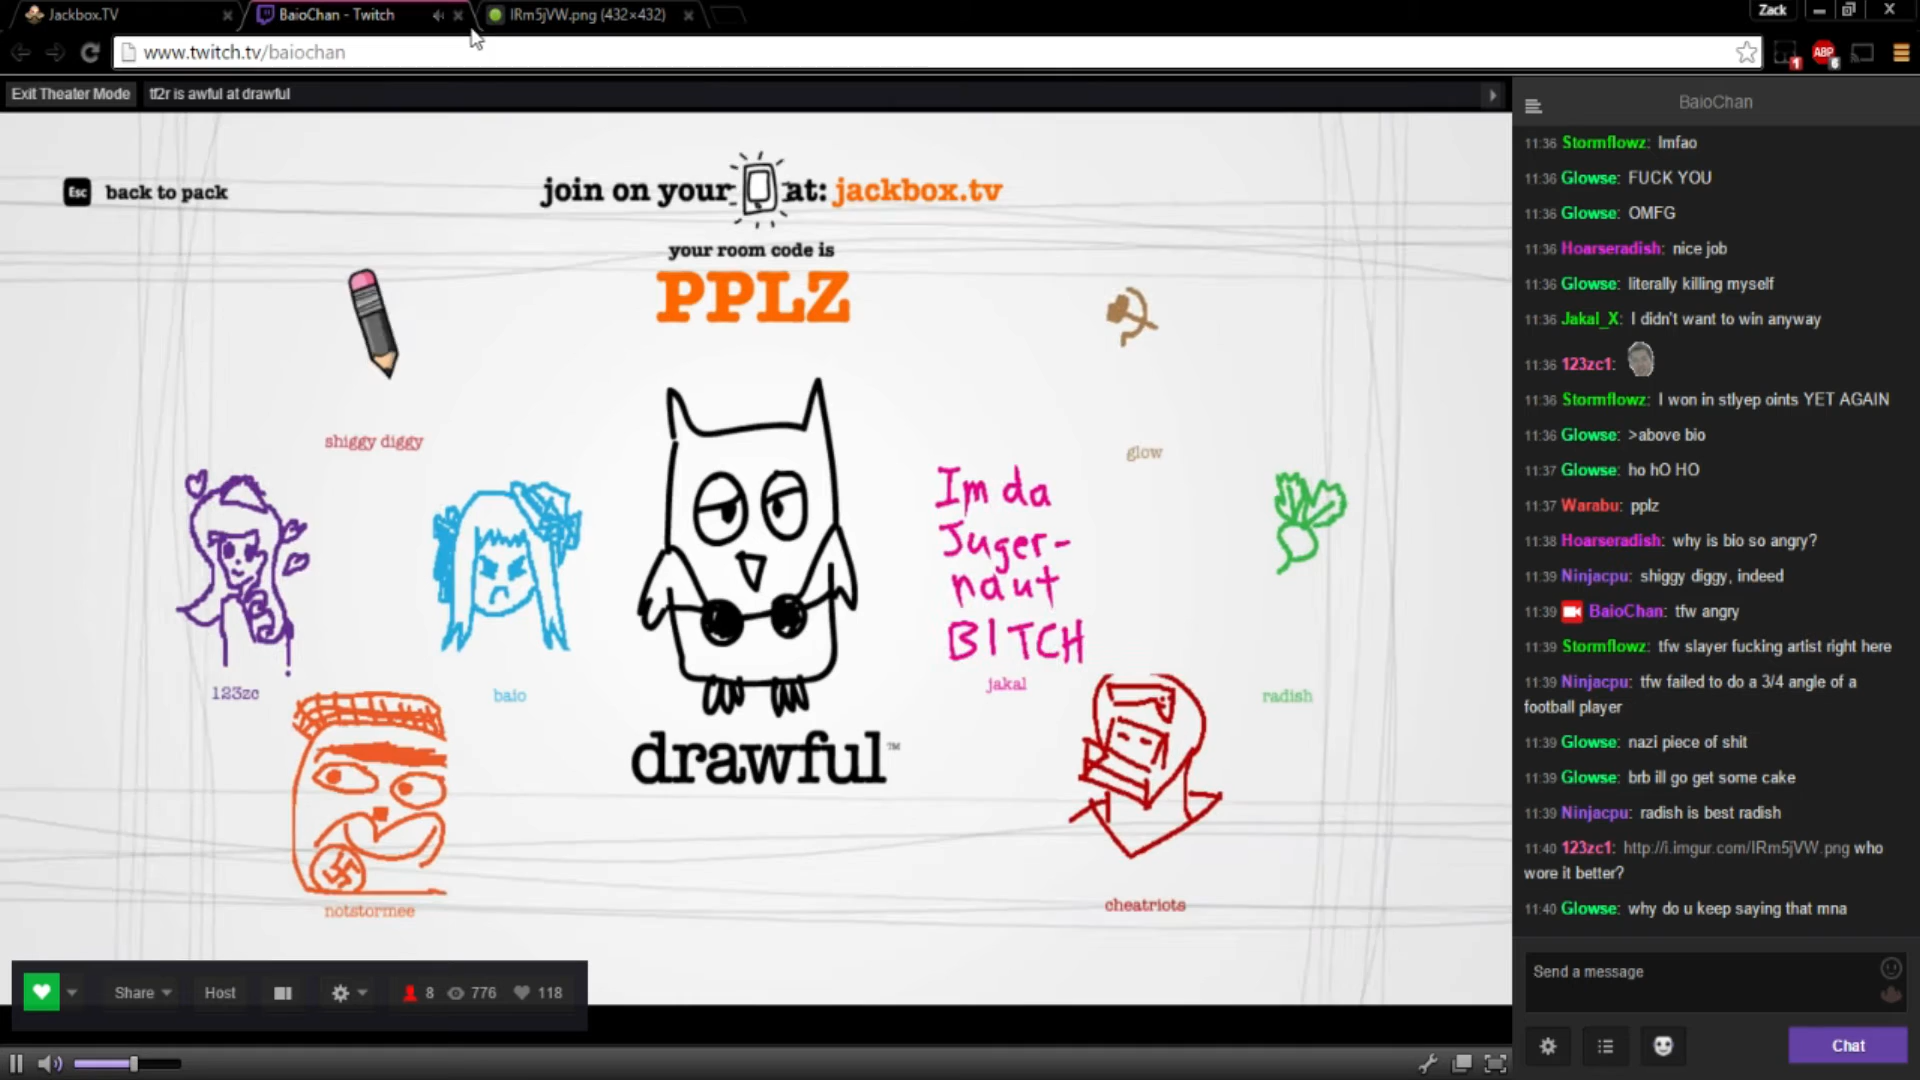 Jackbox.TV
BaioChan - Twitch
IRm5jVW.png (432×432)
Zack
www.twitch.tv/baiochan
1
ABP
6
Exit Theater Mode
tf2r is awful at drawful
Esc back to pack
join on your at: jackbox.tv
your room code is
PPLZ
shiggy diggy
glow
Im da
Juger-
naut
BITCH
123zc
baio
jakal
radish
drawful™
notstormee
cheatriots
Share
Host
8
776
118
BaioChan
11:36 Stormflowz: lmfao
11:36 Glowse: FUCK YOU
11:36 Glowse: OMFG
11:36 Hoarseradish: nice job
11:36 Glowse: literally killing myself
11:36 Jakal_X: I didn't want to win anyway
11:36 123zc1:
11:36 Stormflowz: I won in stlyep oints YET AGAIN
11:36 Glowse: >above bio
11:37 Glowse: ho hO HO
11:37 Warabu: pplz
11:38 Hoarseradish: why is bio so angry?
11:39 Ninjacpu: shiggy diggy, indeed
11:39 BaioChan: tfw angry
11:39 Stormflowz: tfw slayer fucking artist right here
11:39 Ninjacpu: tfw failed to do a 3/4 angle of a
football player
11:39 Glowse: nazi piece of shit
11:39 Glowse: brb ill go get some cake
11:39 Ninjacpu: radish is best radish
11:40 123zc1: http://i.imgur.com/IRm5jVW.png who
wore it better?
11:40 Glowse: why do u keep saying that mna
Send a message
Chat